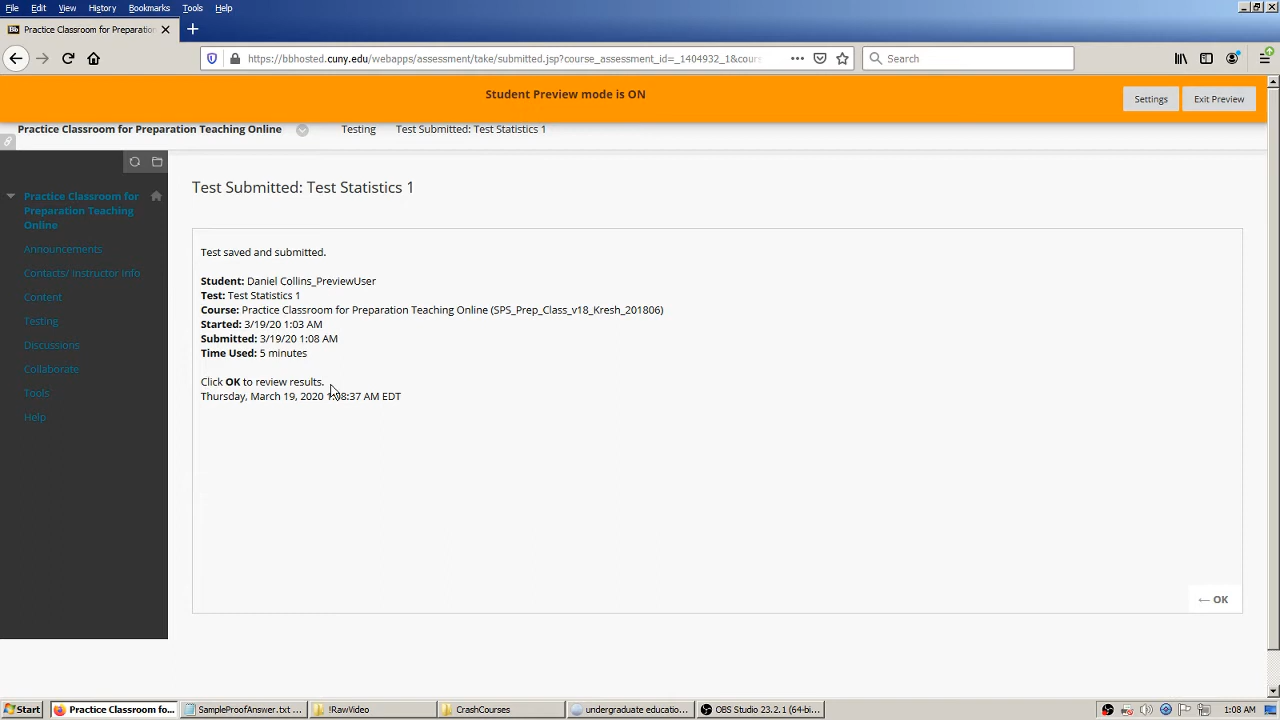 File Edit View History Bookmarks Tools Help
Bb Practice Classroom for Preparation
https://bbhosted.cuny.edu/webapps/assessment/take/submitted.jsp?course_assessment_id=_1404932_1&cours
Search
Student Preview mode is ON
Settings
Exit Preview
Practice Classroom for Preparation Teaching Online
Testing
Test Submitted: Test Statistics 1
Practice Classroom for
Preparation Teaching
Online
Announcements
Contacts/ Instructor Info
Content
Testing
Discussions
Collaborate
Tools
Help
Test Submitted: Test Statistics 1
Test saved and submitted.
Student: Daniel Collins_PreviewUser
Test: Test Statistics 1
Course: Practice Classroom for Preparation Teaching Online (SPS_Prep_Class_v18_Kresh_201806)
Started: 3/19/20 1:03 AM
Submitted: 3/19/20 1:08 AM
Time Used: 5 minutes
Click OK to review results.
Thursday, March 19, 2020 1:08:37 AM EDT
← OK
Start
Practice Classroom fo...
SampleProofAnswer.txt ...
!RawVideo
CrashCourses
undergraduate educatio...
OBS Studio 23.2.1 (64-bi...
1:08 AM